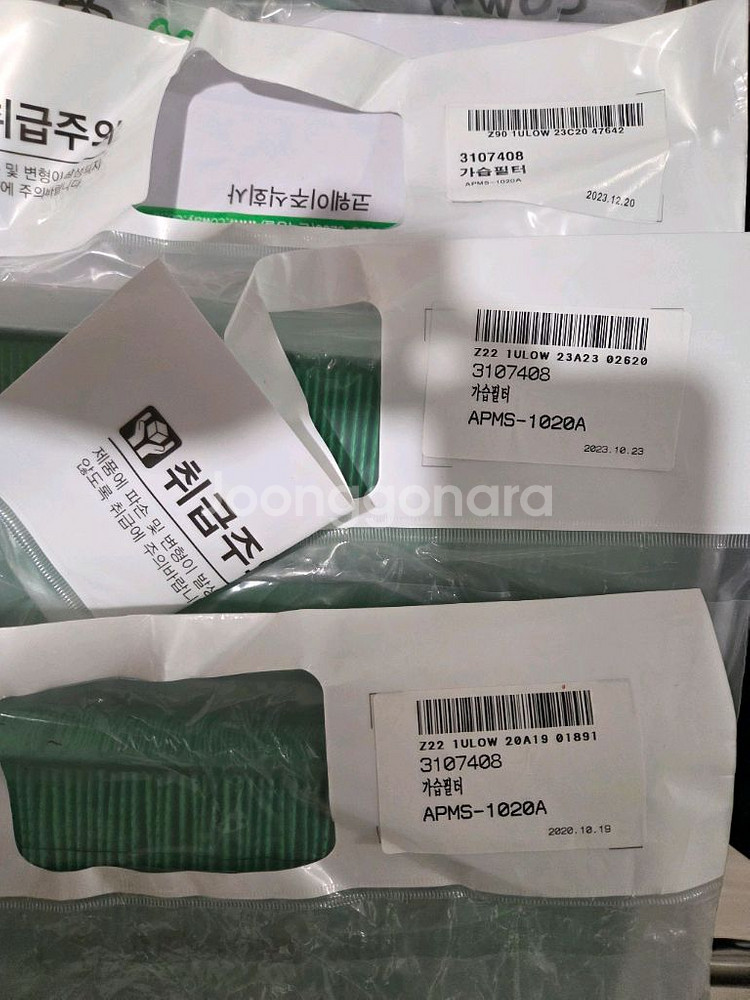 COWAY
취급주의
및 변형이
에 주의바랍니다.
코웨이주식회사
Z90 1ULOW 23C20 47642
3107408
가습필터
APMS-1020A
2023.12.20
Z22 1ULOW 23A23 02620
3107408
가습필터
APMS-1020A
2023.10.23
취급주
제품에 파손 및 변형이 발생
않도록 취급에 주의바랍니
joonggonara
Z22 1ULOW 20A19 01891
3107408
가습필터
APMS-1020A
2020.10.19